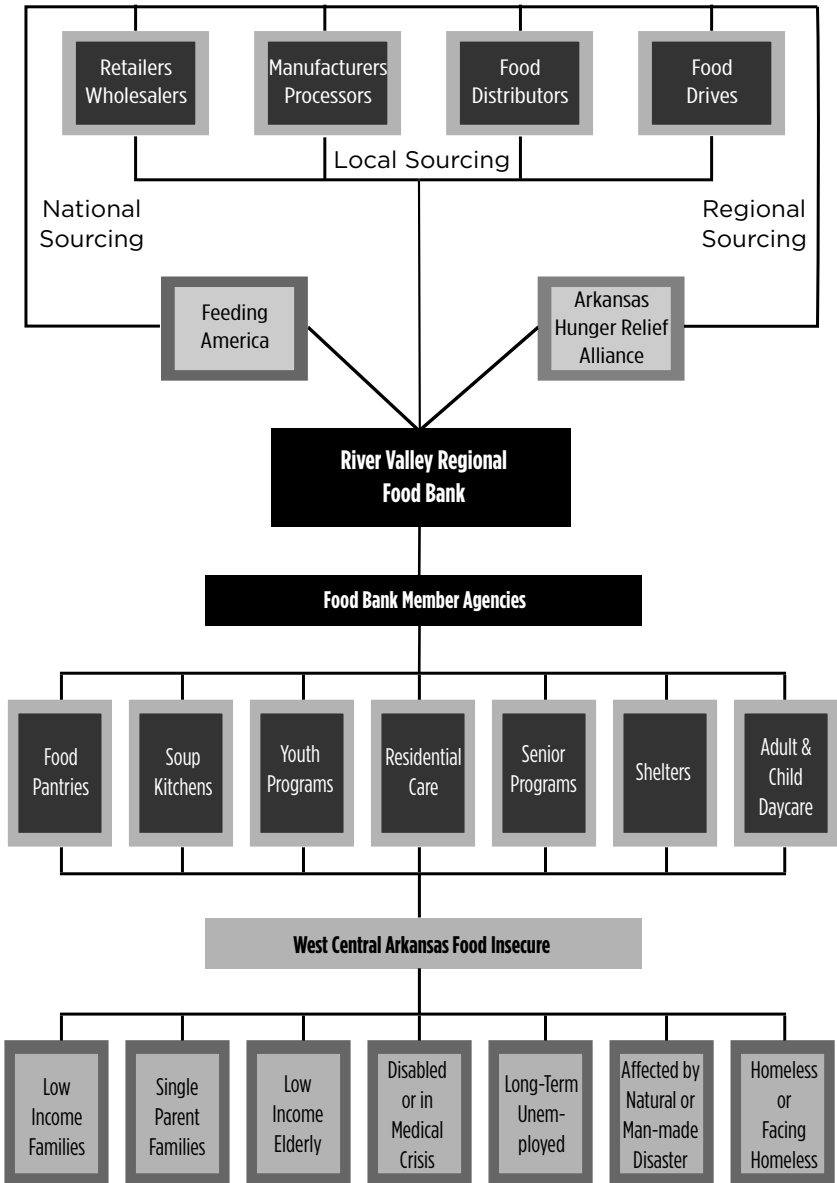 Retailers
Wholesalers
Manufacturers
Processors
Food
Distributors
Food
Drives
Local Sourcing
National
Sourcing
Regional
Sourcing
Feeding
America
Arkansas
Hunger Relief
Alliance
River Valley Regional
Food Bank
Food Bank Member Agencies
Food
Pantries
Soup
Kitchens
Youth
Programs
Residential
Care
Senior
Programs
Shelters
Adult &
Child
Daycare
West Central Arkansas Food Insecure
Low
Income
Families
Single
Parent
Families
Low
Income
Elderly
Disabled
or in
Medical
Crisis
Long-Term
Unem-
ployed
Affected by
Natural or
Man-made
Disaster
Homeless
or
Facing
Homeless